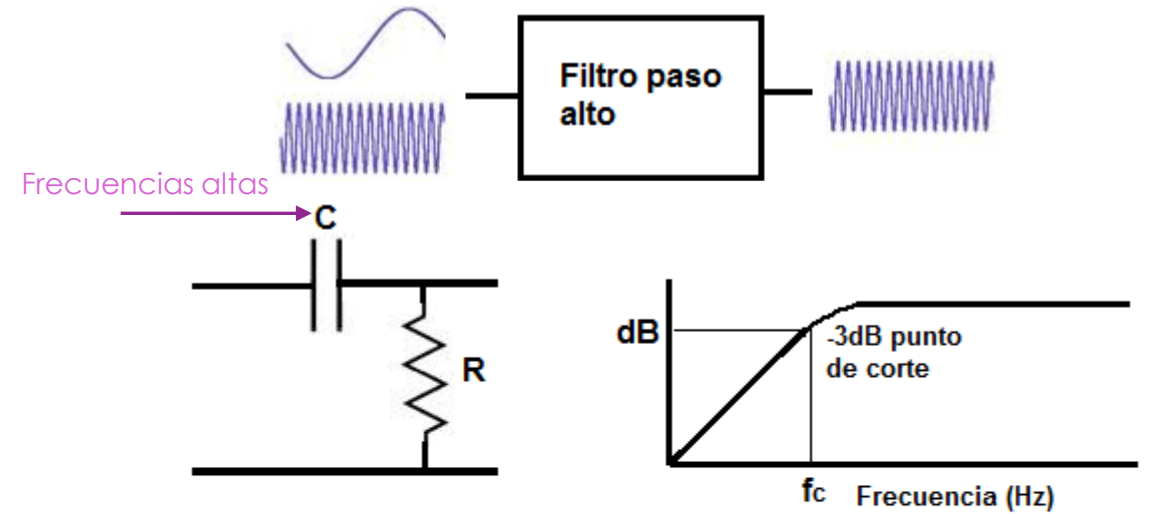 Filtro paso
alto
Frecuencias altas
C
R
dB
-3dB punto
de corte
fc
Frecuencia (Hz)